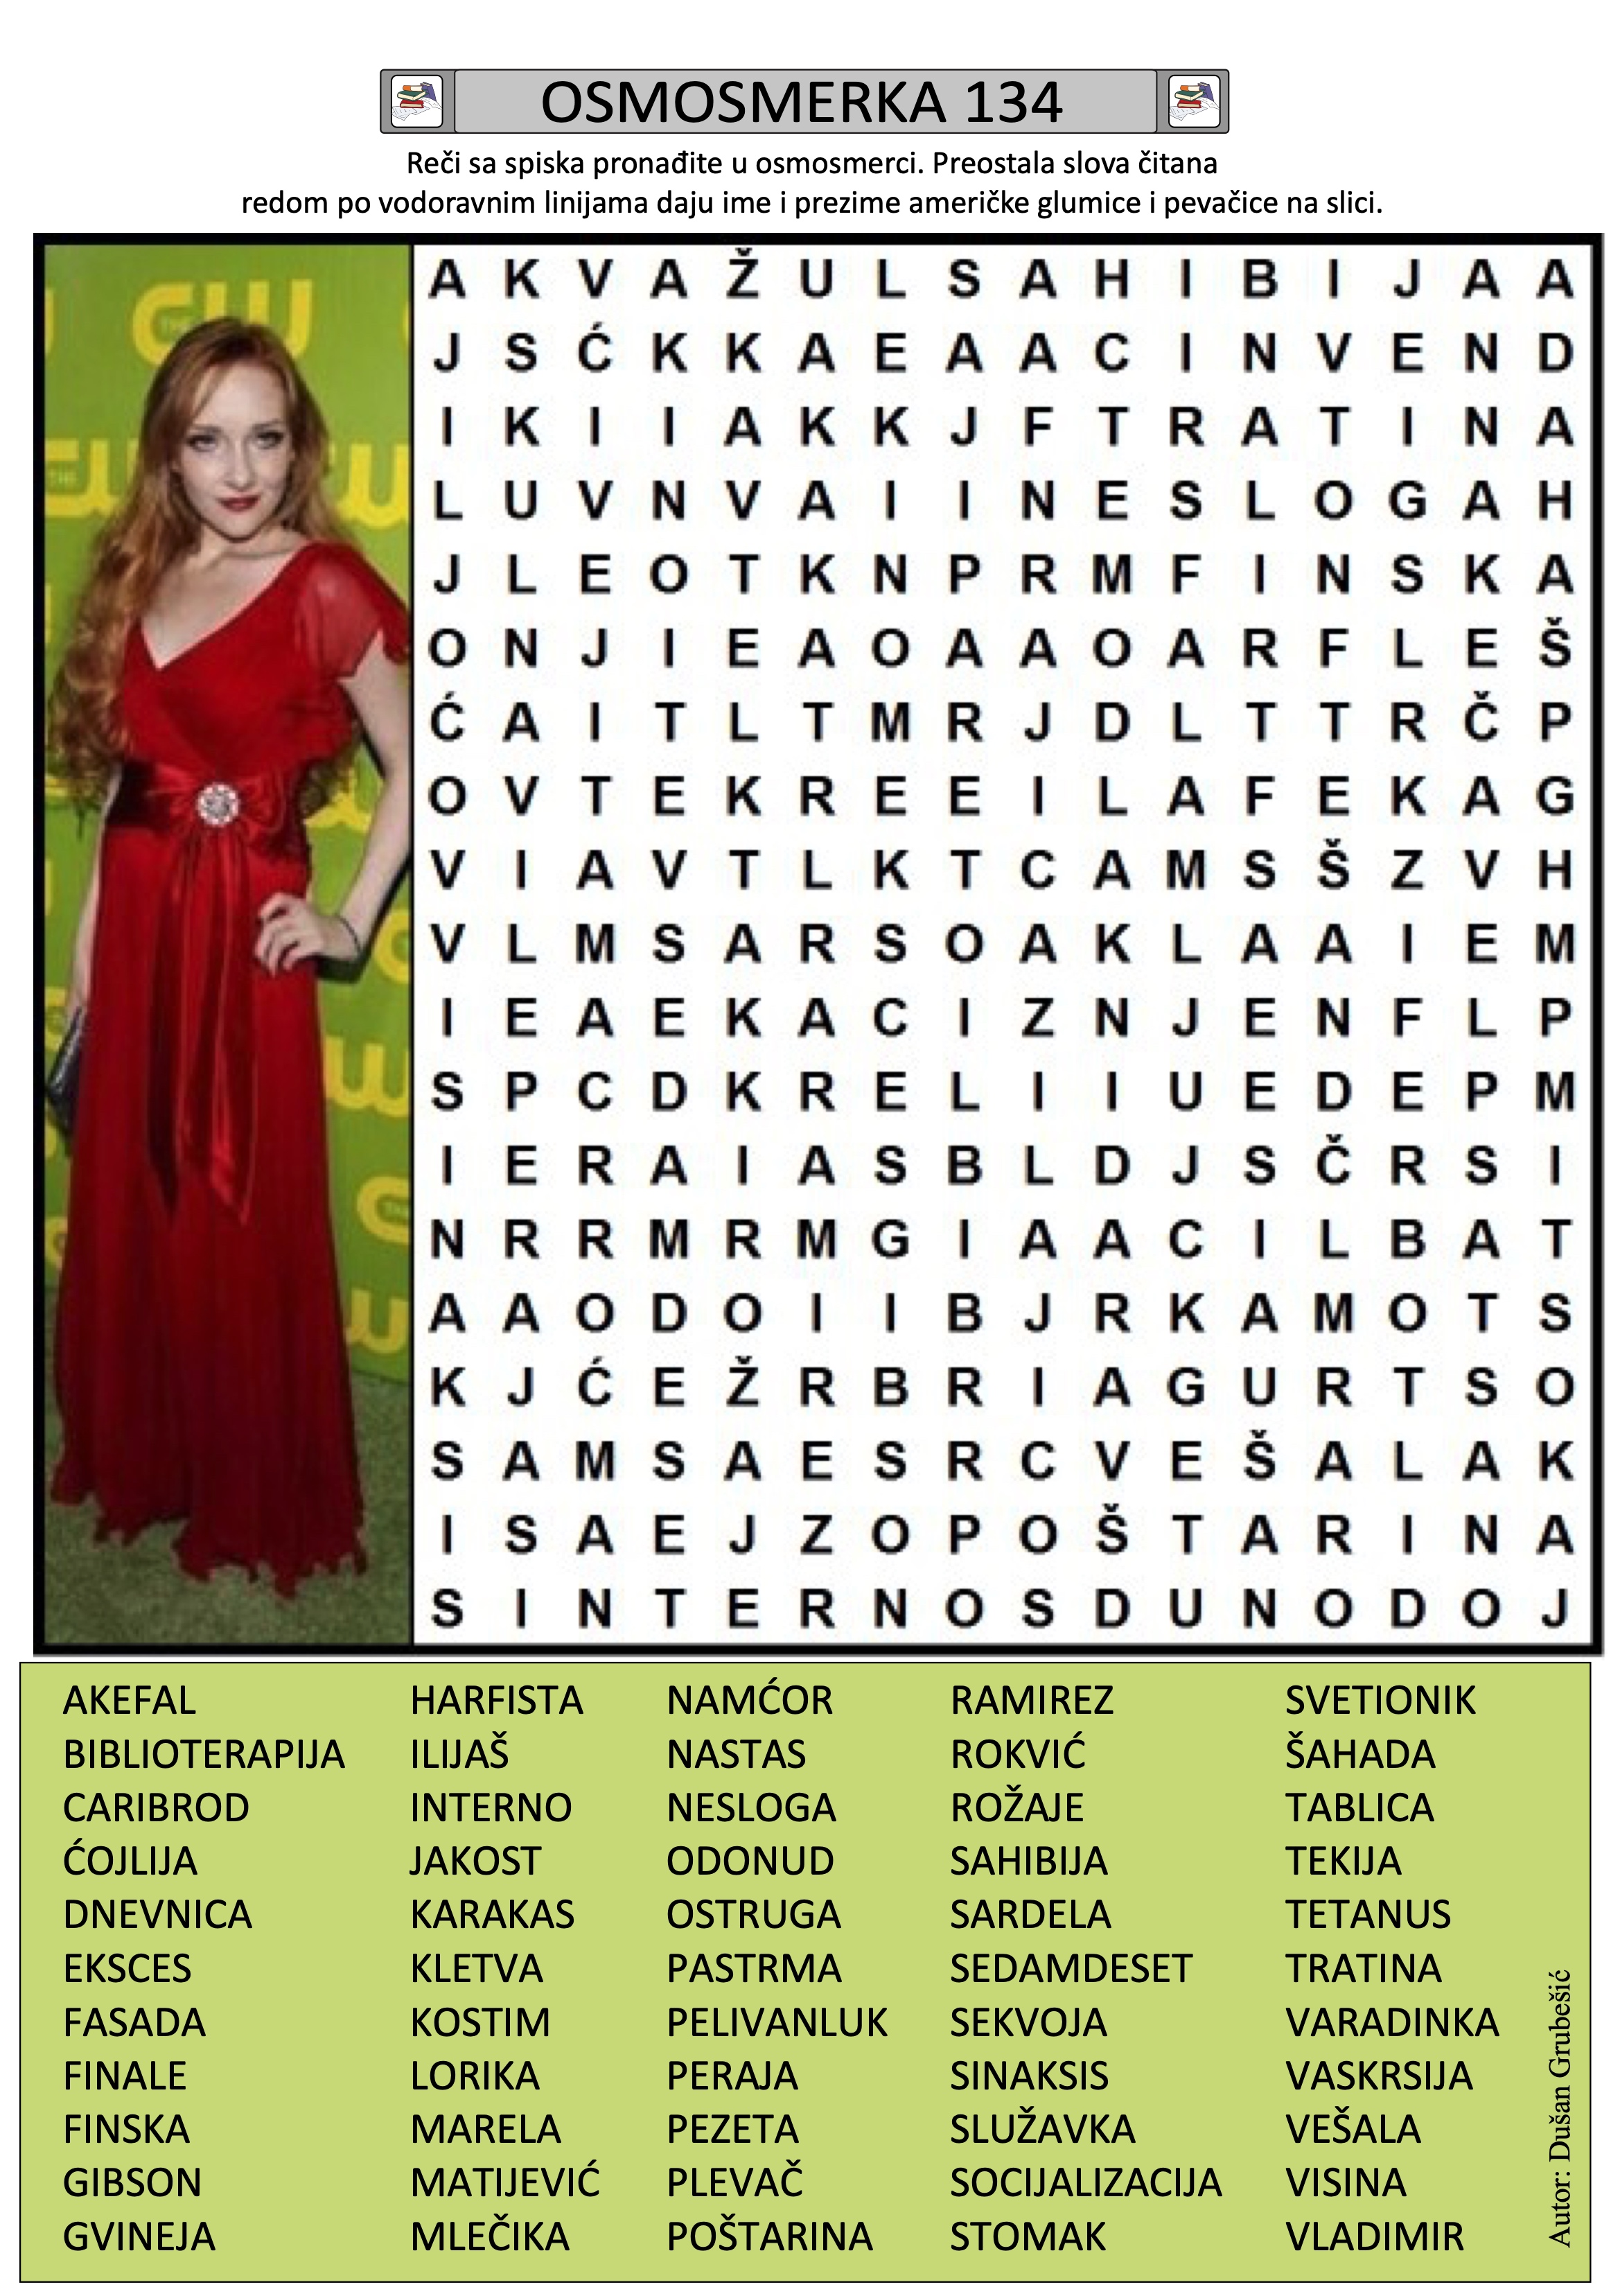 OSMOSMERKA 134
Reči sa spiska pronađite u osmosmerci. Preostala slova čitana
redom po vodoravnim linijama daju ime i prezime američke glumice i pevačice na slici.
A K V A Ž U L S A H I B I J A A
J S Ć K K A E A A C I N V E N D
I K I I A K K J F T R A T I N A
L U V N V A I I N E S L O G A H
J L E O T K N P R M F I N S K A
O N J I E A O A A O A R F L E Š
Ć A I T L T M R J D L T T R Č P
O V T E K R E E I L A F E K A G
V I A V T L K T C A M S Š Z V H
V L M S A R S O A K L A A I E M
I E A E K A C I Z N J E N F L P
S P C D K R E L I I U E D E P M
I E R A I A S B L D J S Č R S I
N R R M R M G I A A C I L B A T
A A O D O I I B J R K A M O T S
K J Ć E Ž R B R I A G U R T S O
S A M S A E S R C V E Š A L A K
I S A E J Z O P O Š T A R I N A
S I N T E R N O S D U N O D O J
AKEFAL HARFISTA NAMĆOR RAMIREZ SVETIONIK
BIBLIOTERAPIJA ILIJAŠ NASTAS ROKVIĆ ŠAHADA
CARIBROD INTERNO NESLOGA ROŽAJE TABLICA
ĆOJLIJA JAKOST ODONUD SAHIBIJA TEKIJA
DNEVNICA KARAKAS OSTRUGA SARDELA TETANUS
EKSCES KLETVA PASTRMA SEDAMDESET TRATINA
FASADA KOSTIM PELIVANLUK SEKVOJA VARADINKA
FINALE LORIKA PERAJA SINAKSIS VASKRSIJA
FINSKA MARELA PEZETA SLUŽAVKA VEŠALA
GIBSON MATIJEVIĆ PLEVAČ SOCIJALIZACIJA VISINA
GVINEJA MLEČIKA POŠTARINA STOMAK VLADIMIR
Autor: Dušan Grubešić
CW